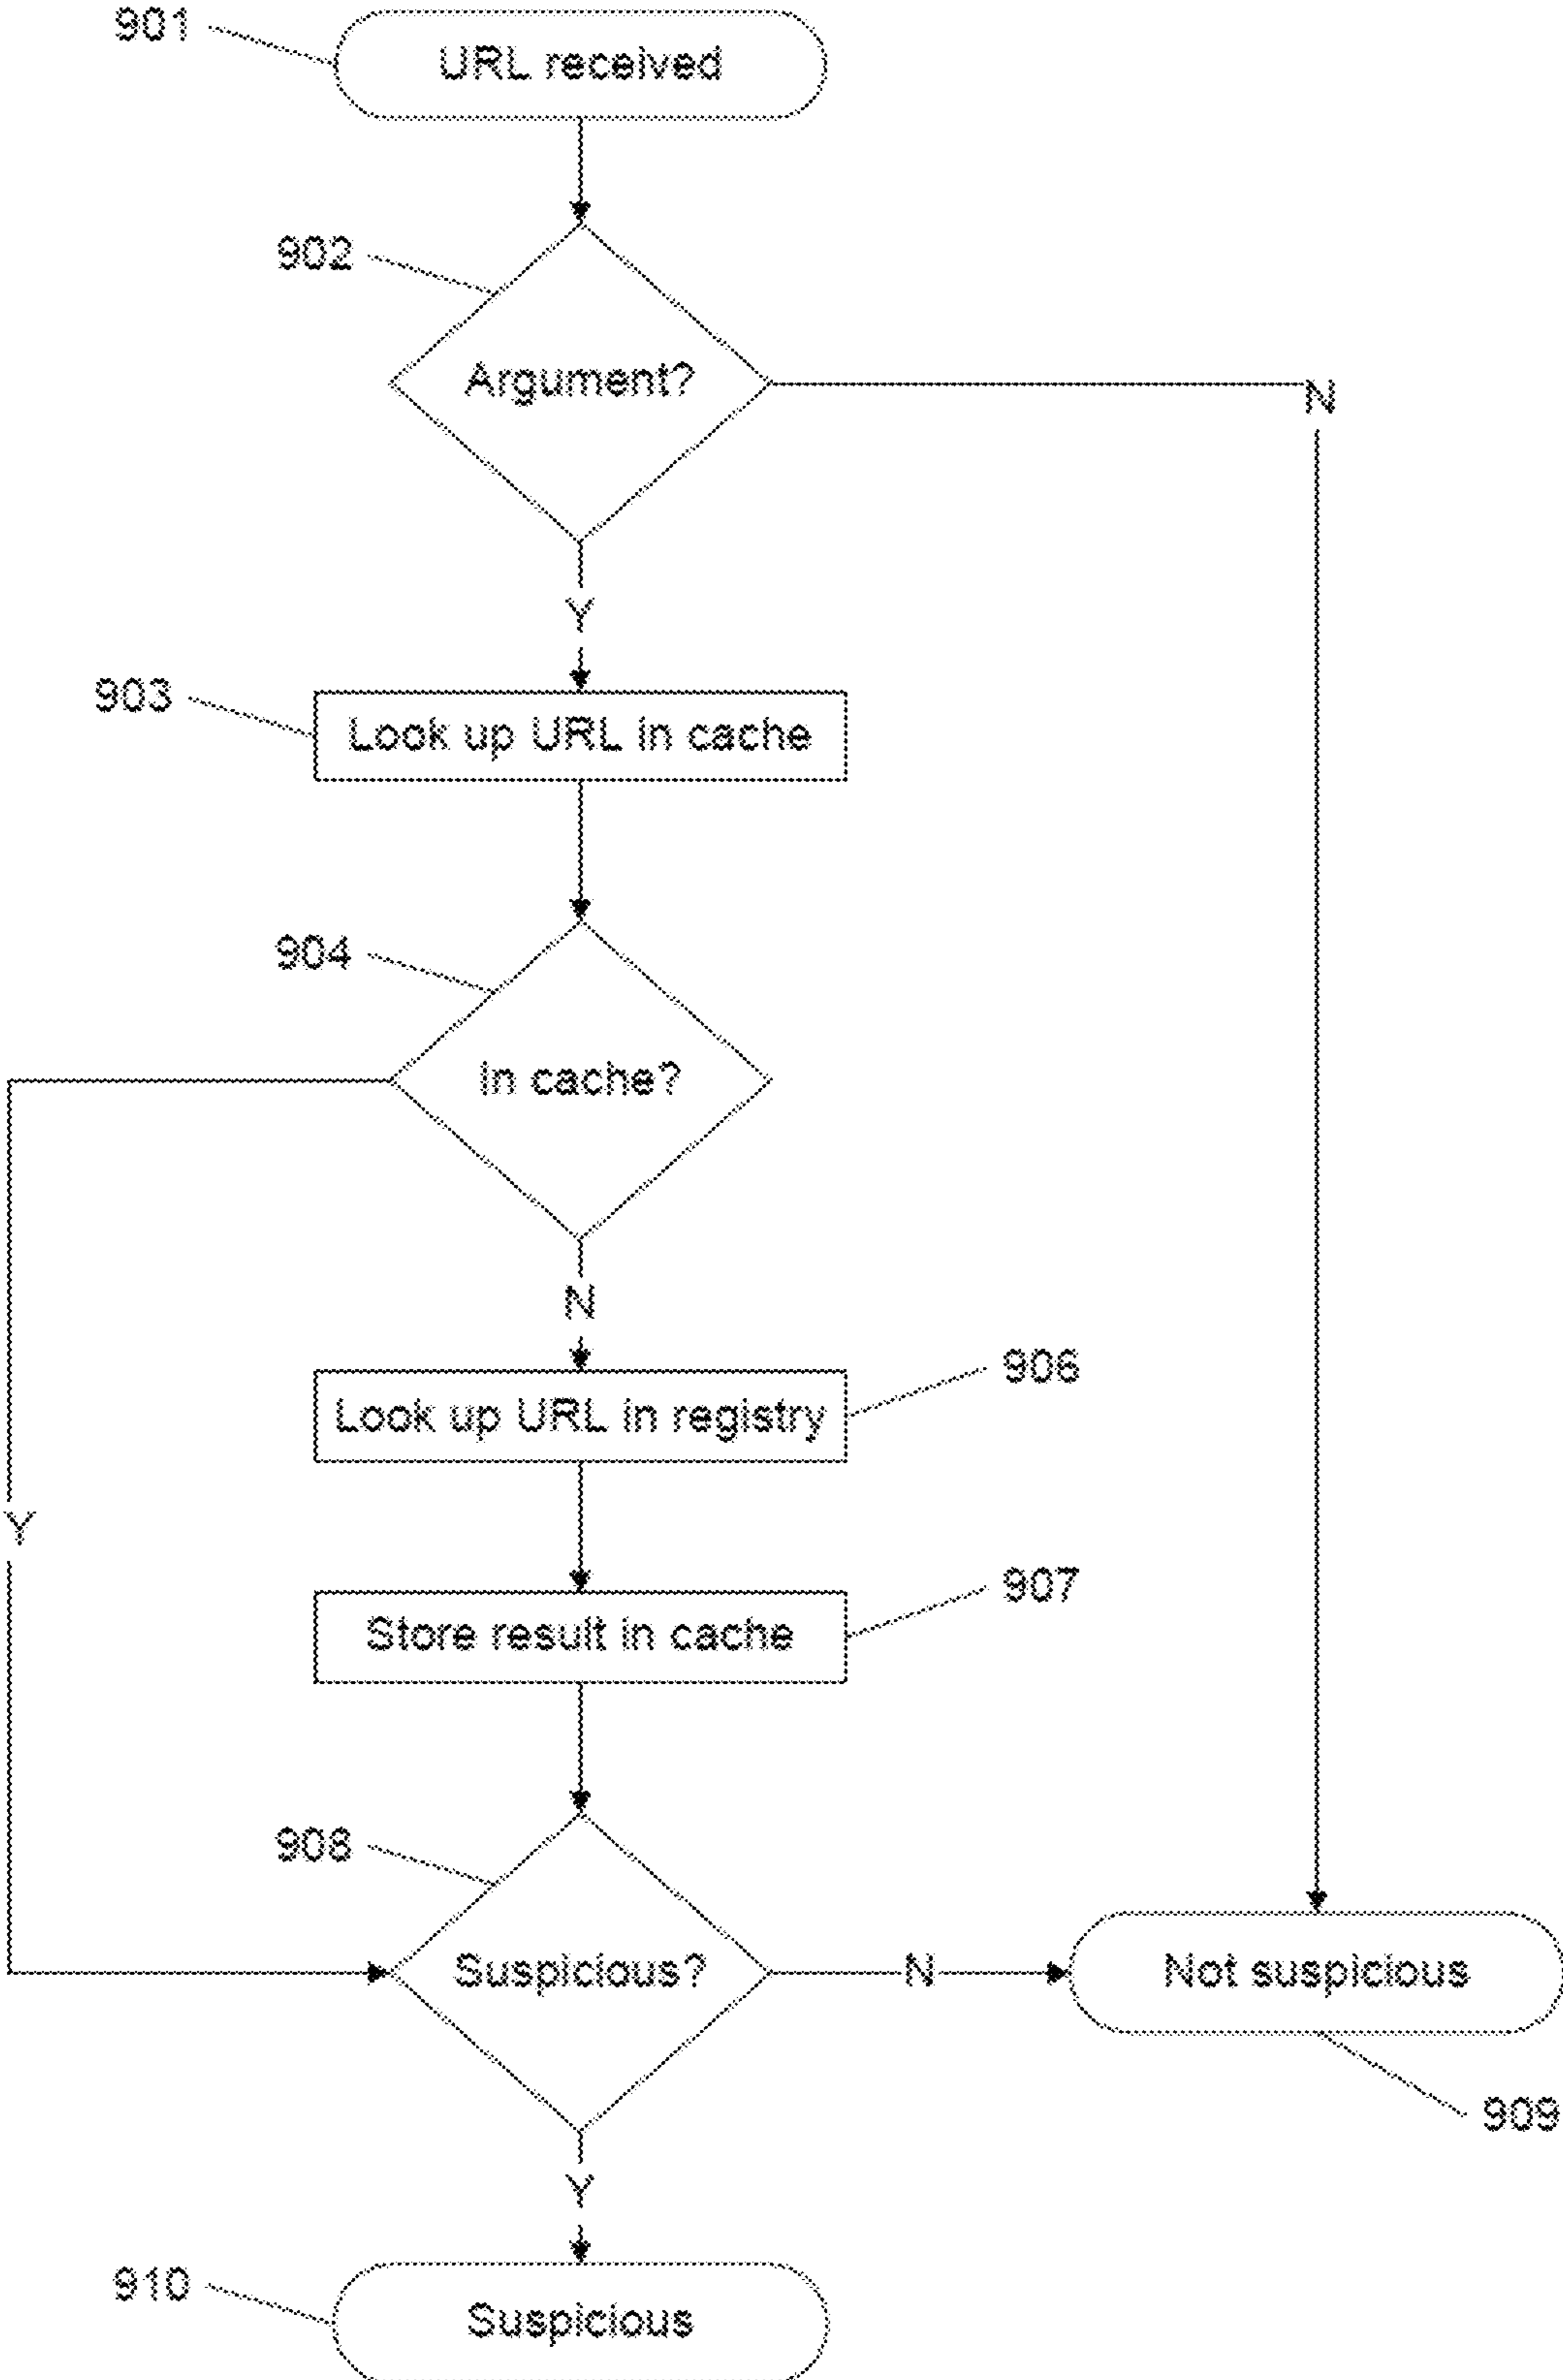 901
URL received
902
Argument?
N
Y
903
Look up URL in cache
904
In cache?
N
906
Look up URL in registry
Y
907
Store result in cache
908
Suspicious?
N
Not suspicious
909
Y
910
Suspicious